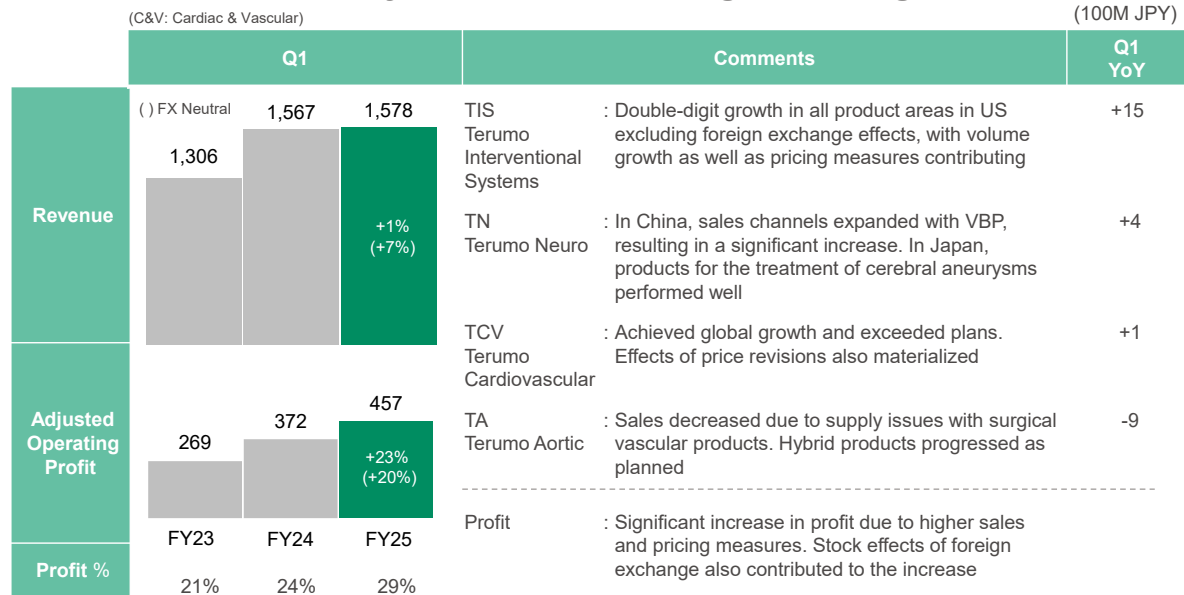 (C&V: Cardiac & Vascular)
(100M JPY)
Q1
Comments
Q1
YoY
Revenue
( ) FX Neutral
1,306
1,567
1,578
+1%
(+7%)
TIS
Terumo
Interventional
Systems
: Double-digit growth in all product areas in US
excluding foreign exchange effects, with volume
growth as well as pricing measures contributing
+15
TN
Terumo Neuro
: In China, sales channels expanded with VBP,
resulting in a significant increase. In Japan,
products for the treatment of cerebral aneurysms
performed well
+4
TCV
Terumo
Cardiovascular
: Achieved global growth and exceeded plans.
Effects of price revisions also materialized
+1
Adjusted
Operating
Profit
269
372
457
+23%
(+20%)
TA
Terumo Aortic
: Sales decreased due to supply issues with surgical
vascular products. Hybrid products progressed as
planned
-9
FY23
FY24
FY25
Profit
: Significant increase in profit due to higher sales
and pricing measures. Stock effects of foreign
exchange also contributed to the increase
Profit %
21%
24%
29%